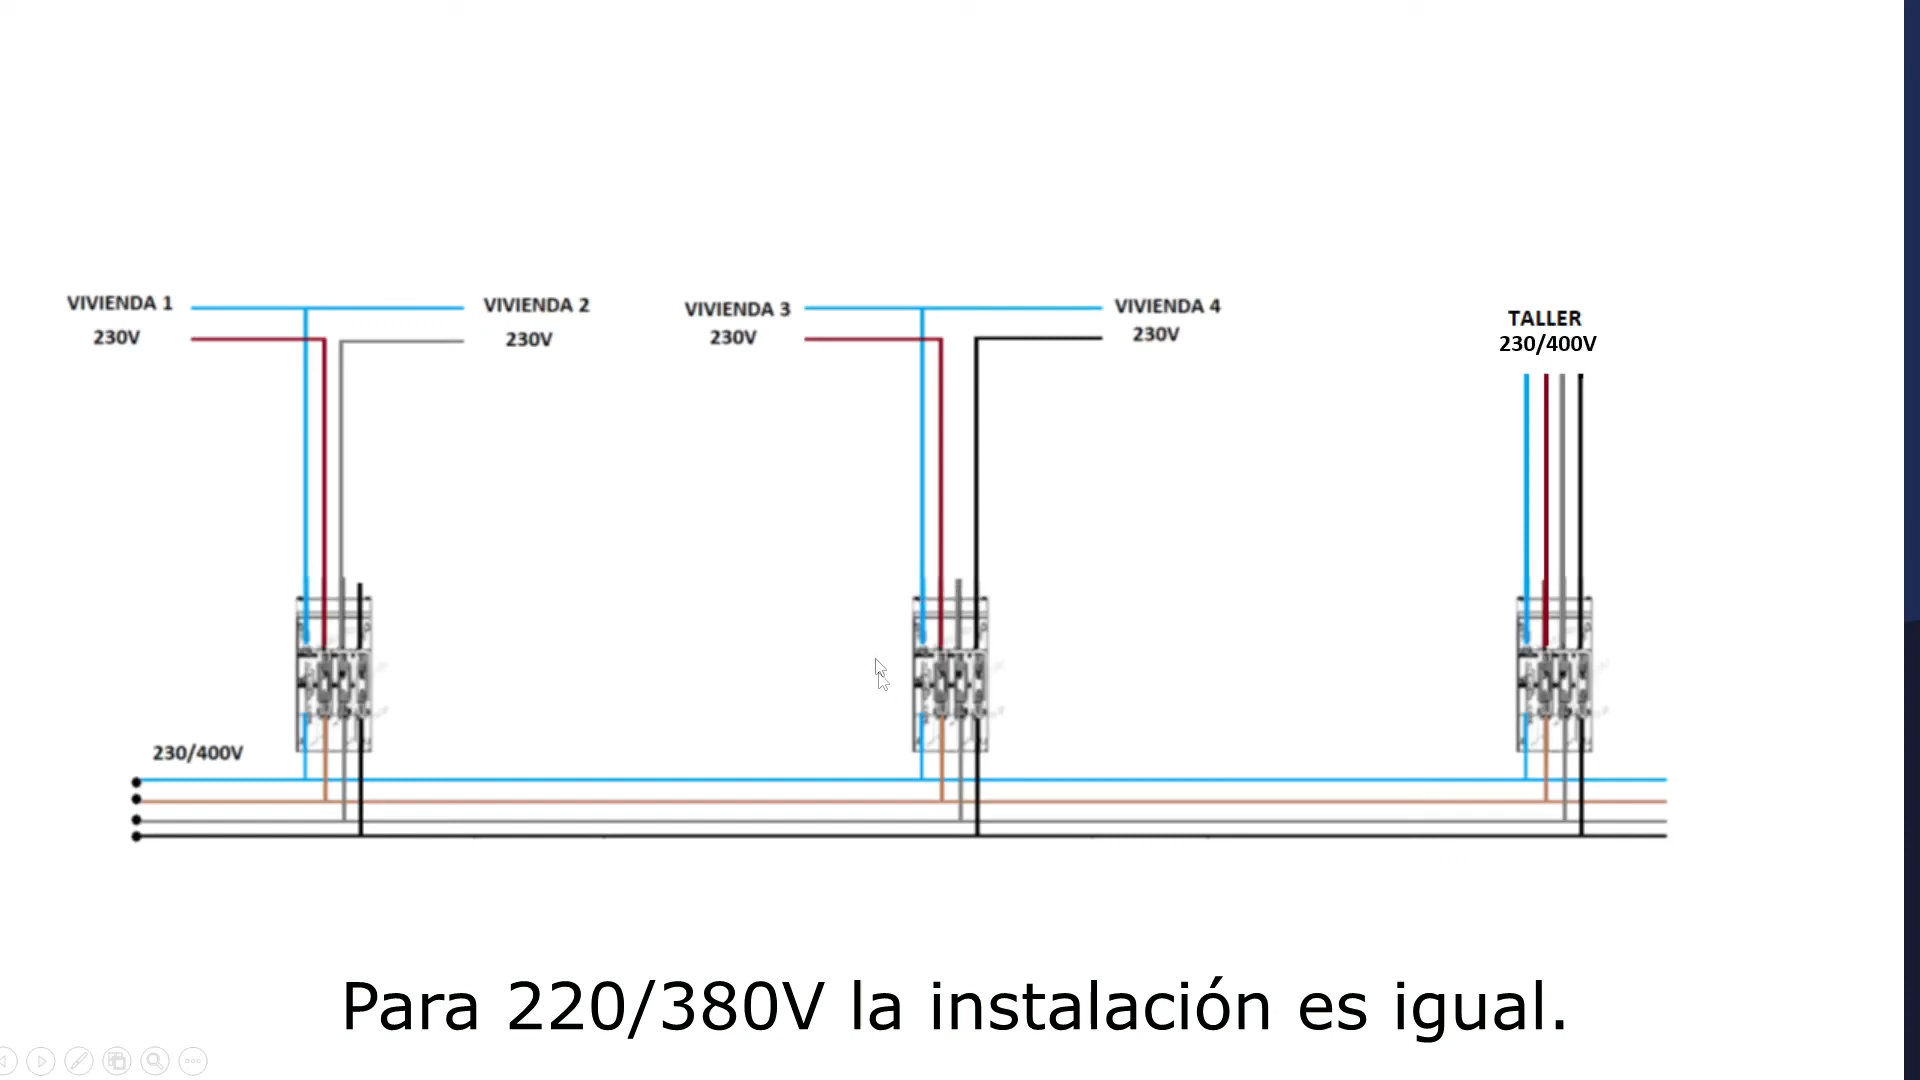 VIVIENDA 1
230V
VIVIENDA 2
230V
VIVIENDA 3
230V
VIVIENDA 4
230V
TALLER
230/400V
230/400V
Para 220/380V la instalación es igual.